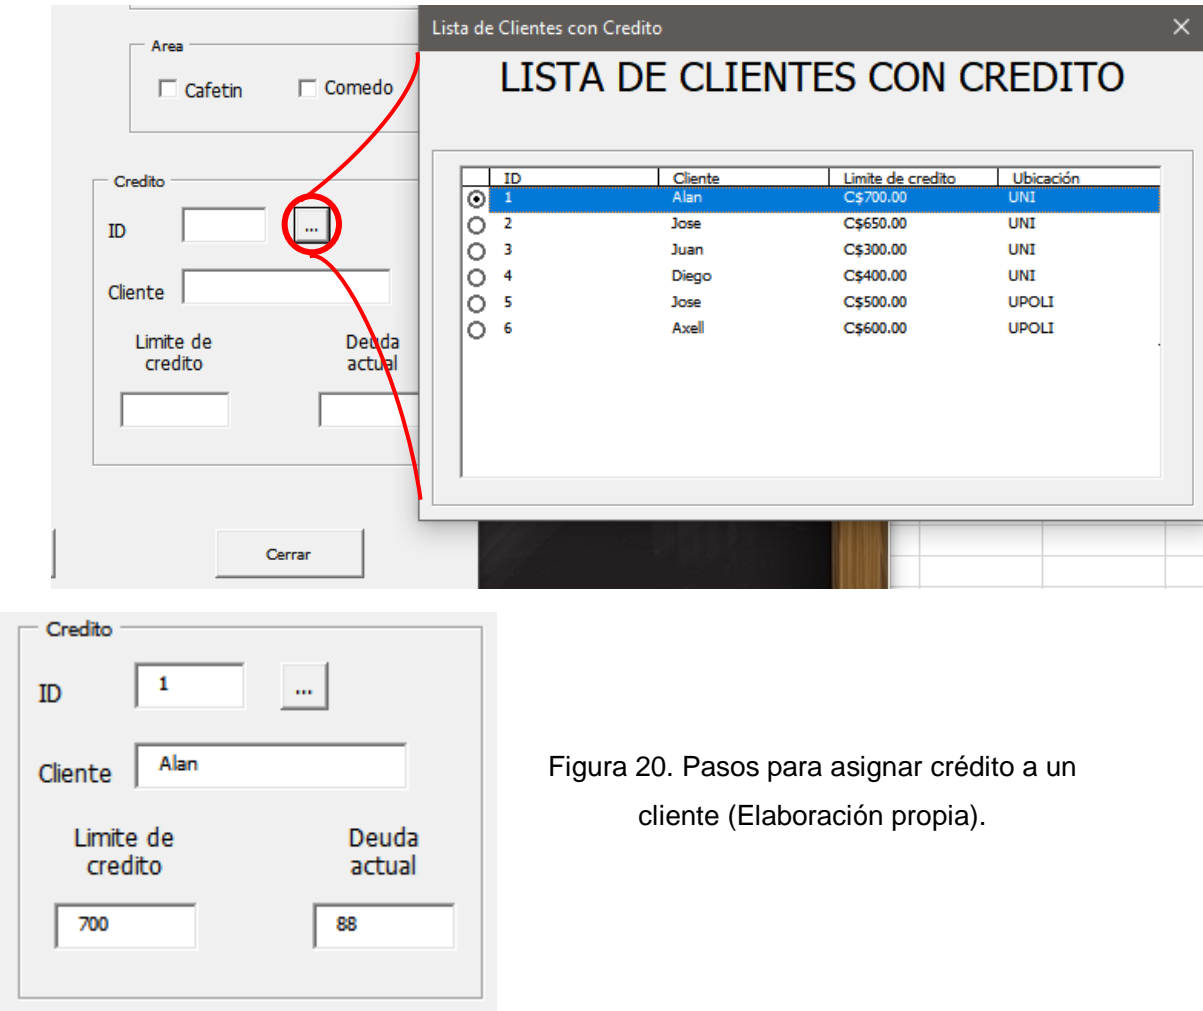 Lista de Clientes con Credito
LISTA DE CLIENTES CON CREDITO
Area
Cafetin Comedo
Credito
ID ...
Cliente
Limite de credito
Deuda actual
Cerrar
ID Cliente Limite de credito Ubicación
1 Alan C$700.00 UNI
2 Jose C$650.00 UNI
3 Juan C$300.00 UNI
4 Diego C$400.00 UNI
5 Jose C$500.00 UPOLI
6 Axell C$600.00 UPOLI
Credito
ID 1 ...
Cliente Alan
Limite de credito
Deuda actual
700 88
Figura 20. Pasos para asignar crédito a un
cliente (Elaboración propia).